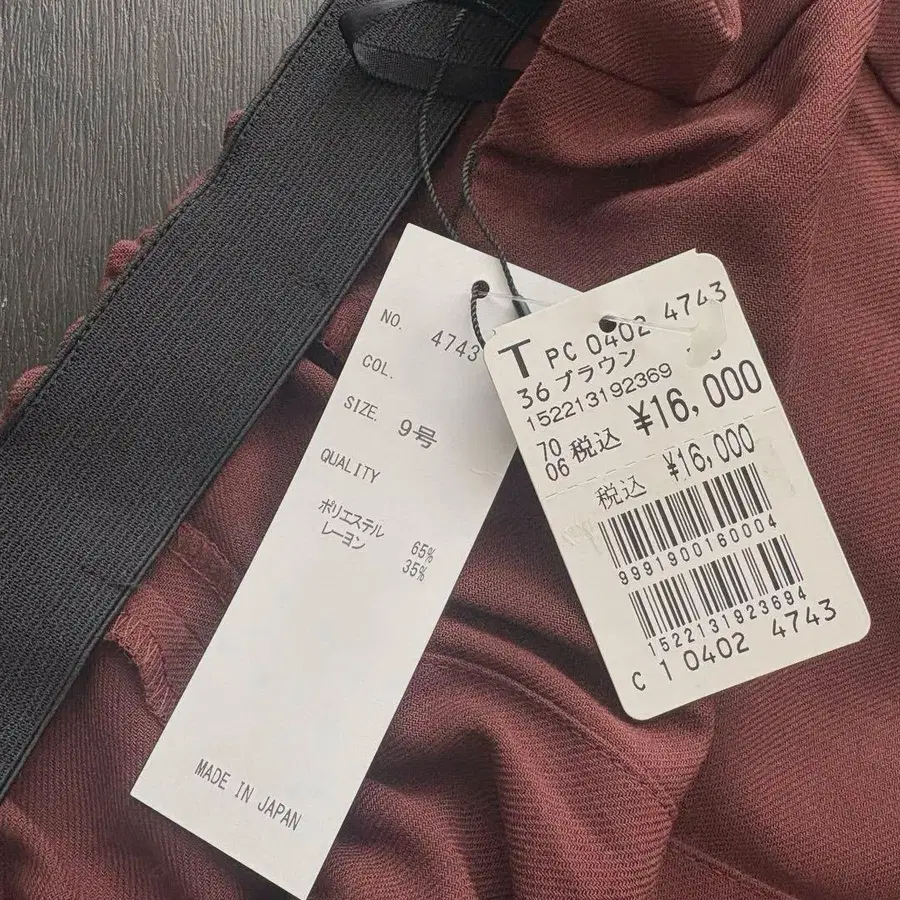 NO. 4743
COL.
SIZE. 9号
QUALITY
ポリエステル 65%
レーヨン 35%
MADE IN JAPAN
T PC 0402 4743
36 ブラウン
152213192369
70
06 税込 ¥16,000
税込 ¥16,000
9991900160004
1522131923694
C 1 0402 4743